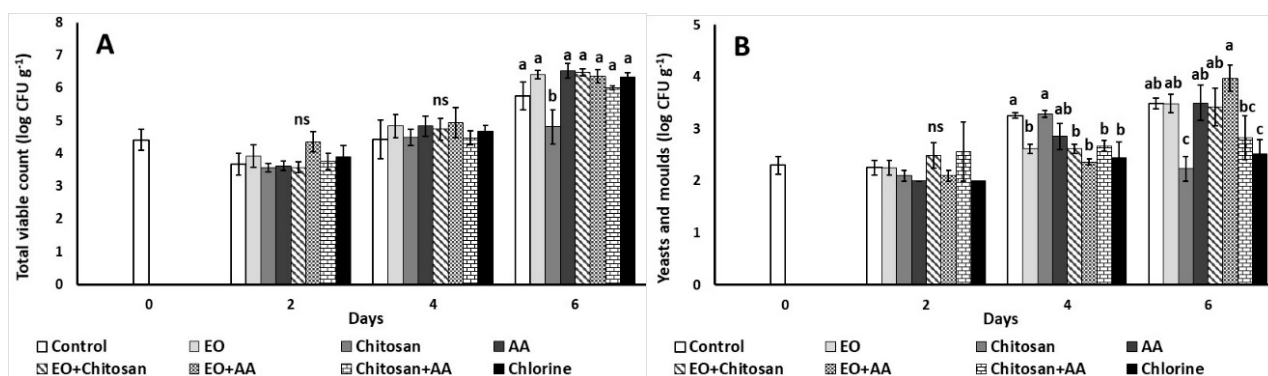 A
Total viable count (log CFU g⁻¹)
8
7
6
5
4
3
2
1
0
ns
ns
a a b a a a a a
0 2 4 6
Days
Control EO Chitosan AA
EO+Chitosan EO+AA Chitosan+AA Chlorine
B
Yeasts and moulds (log CFU g⁻¹)
5
4
3
2
1
0
ns
a b a ab b b b b
ab ab c ab ab a bc c
0 2 4 6
Days
Control EO Chitosan AA
EO+Chitosan EO+AA Chitosan+AA Chlorine